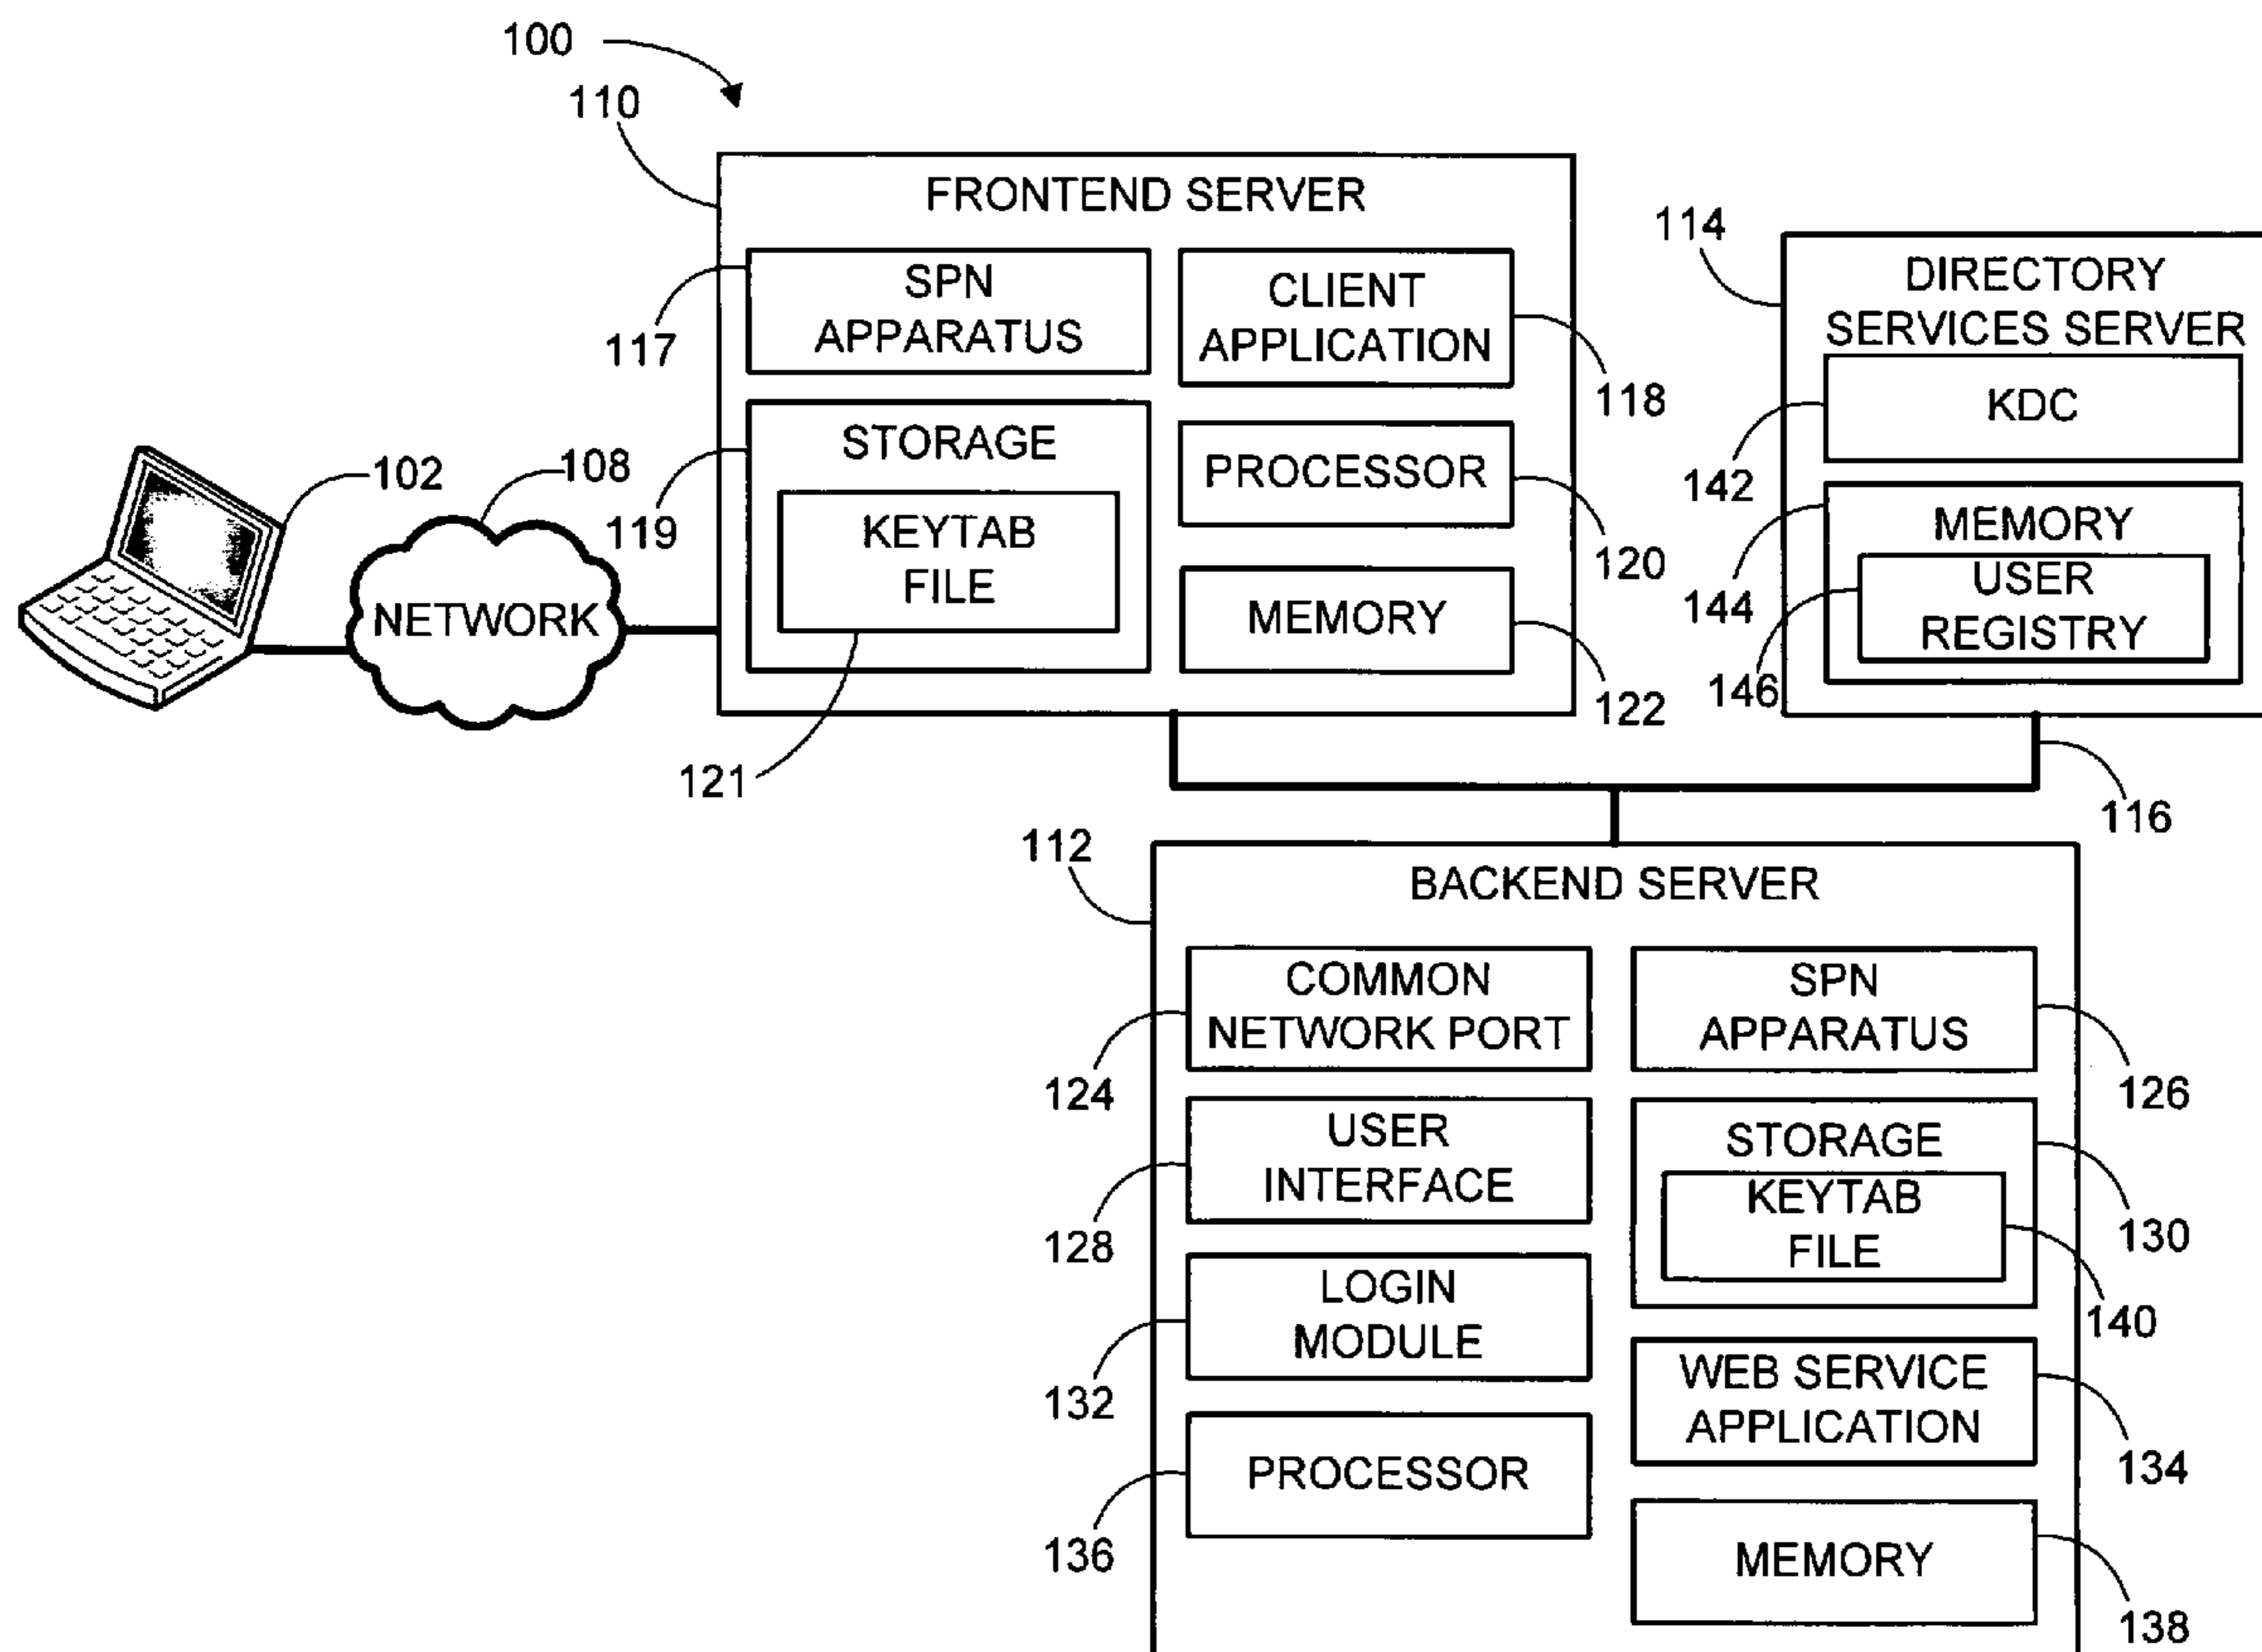 100
110
FRONTEND SERVER
SPN
APPARATUS
117
CLIENT
APPLICATION
118
STORAGE
119
KEYTAB
FILE
121
PROCESSOR
120
MEMORY
122
102
108
NETWORK
114
DIRECTORY
SERVICES SERVER
KDC
142
MEMORY
144
USER
REGISTRY
146
116
112
BACKEND SERVER
COMMON
NETWORK PORT
124
SPN
APPARATUS
126
USER
INTERFACE
128
STORAGE
130
KEYTAB
FILE
140
LOGIN
MODULE
132
WEB SERVICE
APPLICATION
134
PROCESSOR
136
MEMORY
138